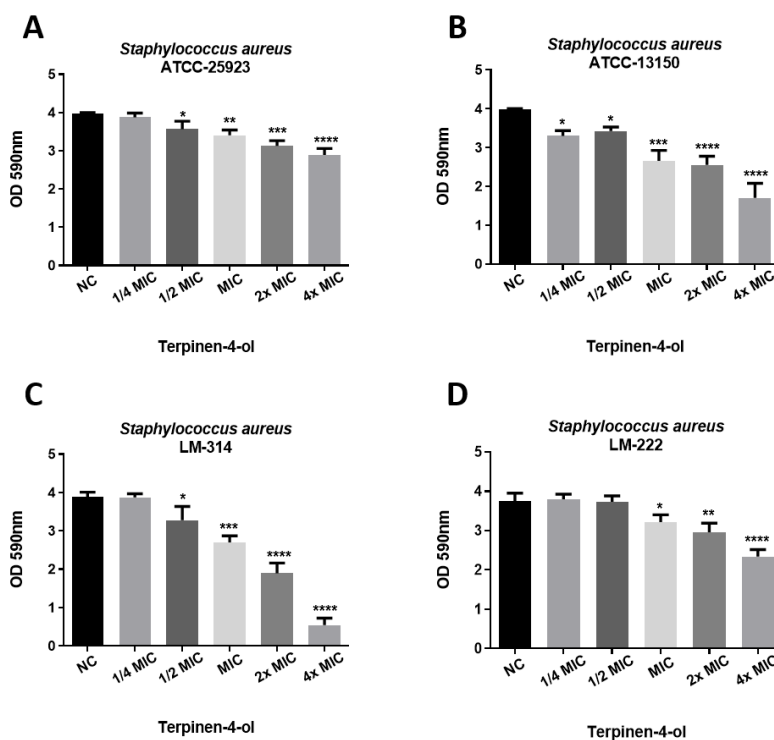 A
Staphylococcus aureus
ATCC-25923
OD 590nm
5
4
3
2
1
0
*
**
***
****
NC
1/4 MIC
1/2 MIC
MIC
2x MIC
4x MIC
Terpinen-4-ol
B
Staphylococcus aureus
ATCC-13150
OD 590nm
5
4
3
2
1
0
*
*
***
****
****
NC
1/4 MIC
1/2 MIC
MIC
2x MIC
4x MIC
Terpinen-4-ol
C
Staphylococcus aureus
LM-314
OD 590nm
5
4
3
2
1
0
*
***
****
****
NC
1/4 MIC
1/2 MIC
MIC
2x MIC
4x MIC
Terpinen-4-ol
D
Staphylococcus aureus
LM-222
OD 590nm
5
4
3
2
1
0
*
**
****
NC
1/4 MIC
1/2 MIC
MIC
2x MIC
4x MIC
Terpinen-4-ol